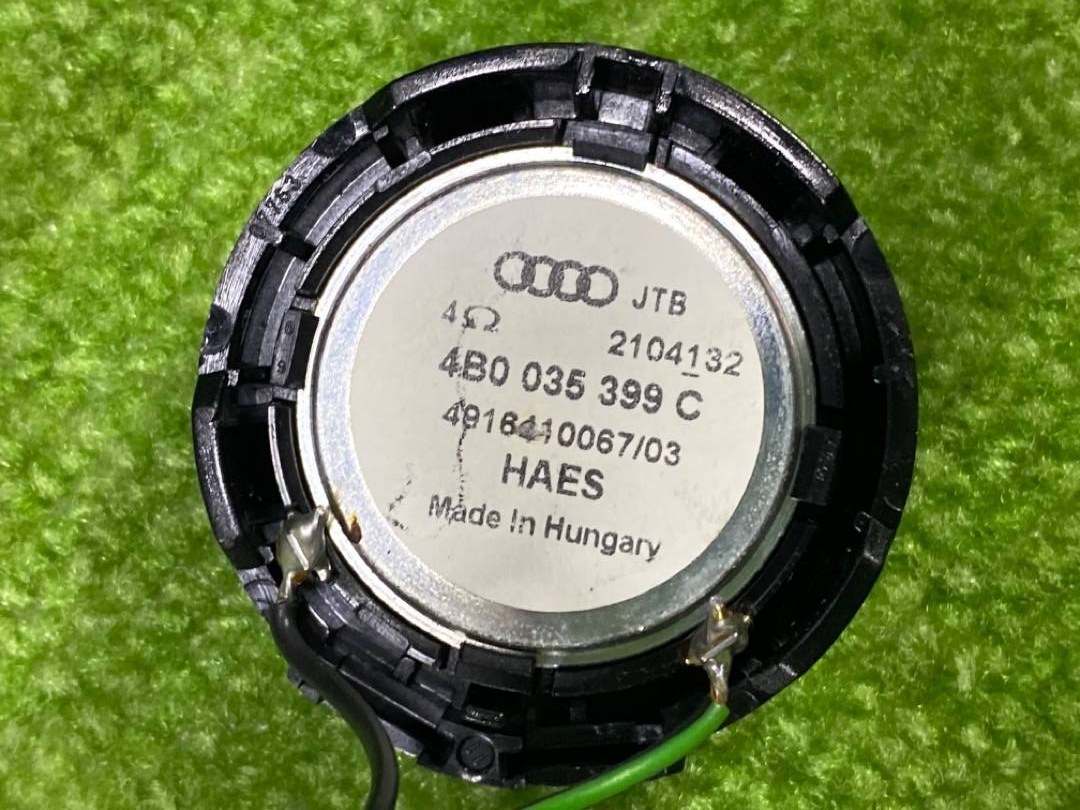 JTB
4Ω
2104132
4B0 035 399 C
4916410067/03
HAES
Made In Hungary